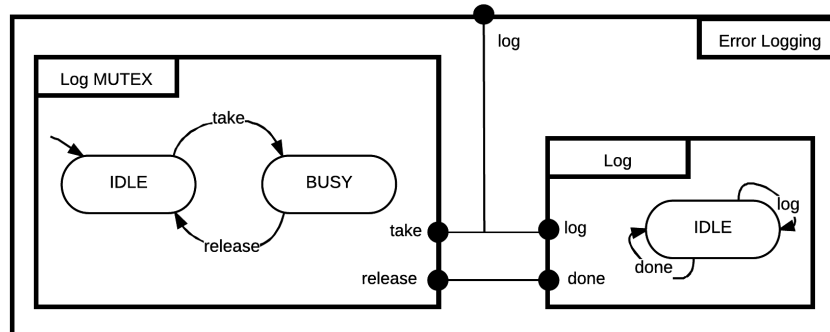 log
Error Logging
Log MUTEX
take
IDLE
BUSY
release
take
release
Log
log
done
IDLE
log
done